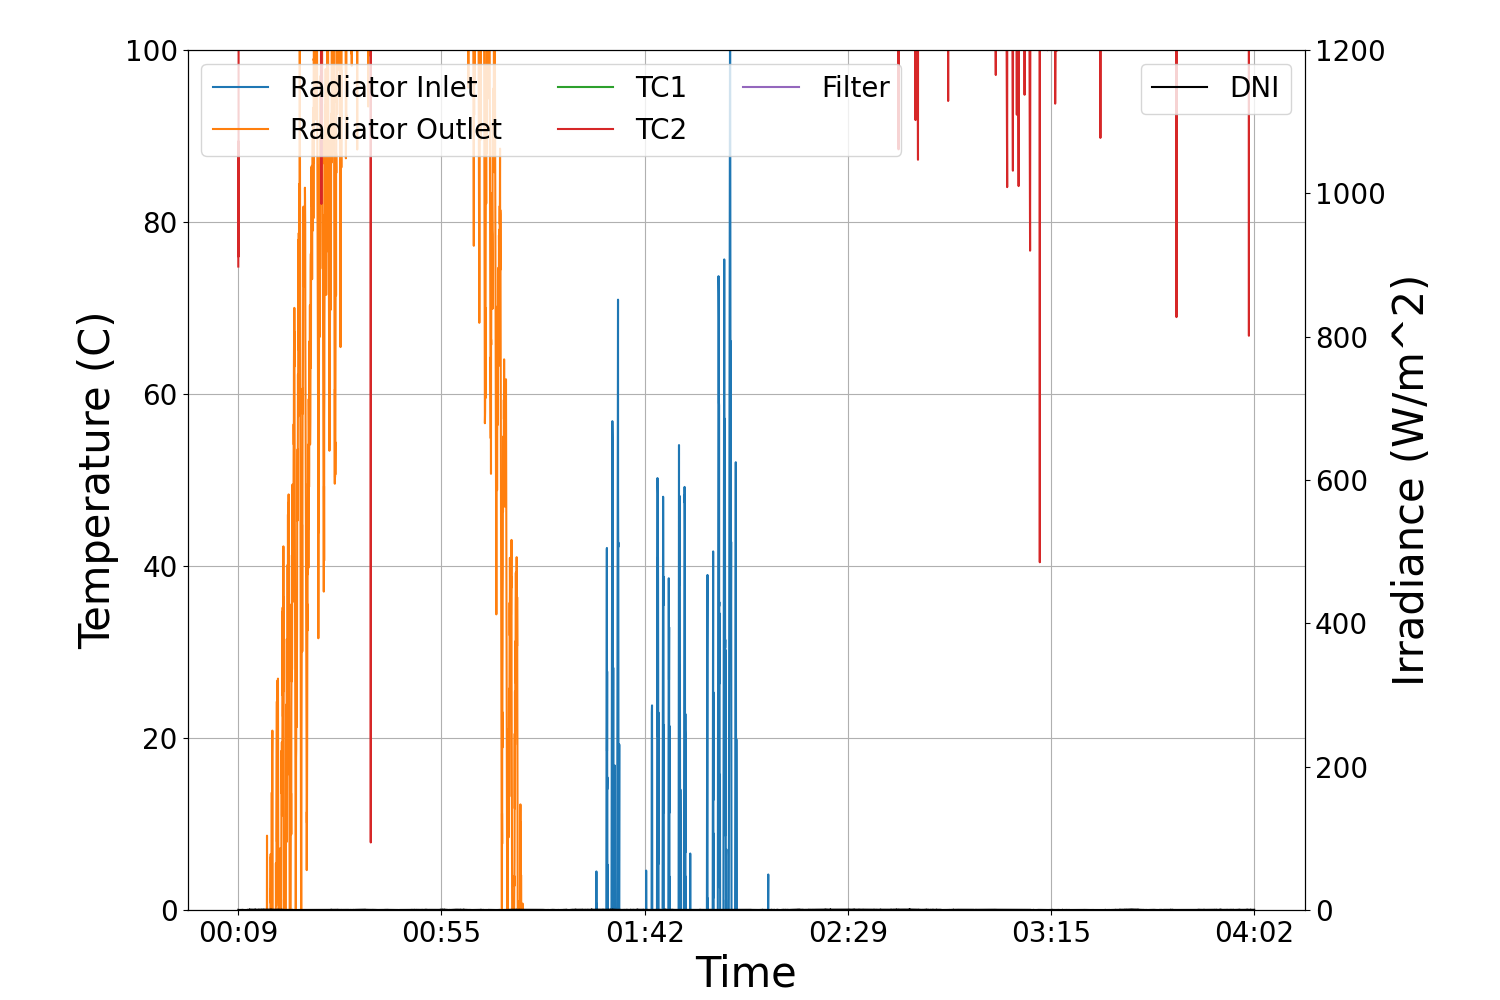 100
80
60
40
20
0
Temperature (C)
Radiator Inlet
Radiator Outlet
TC1
TC2
Filter
DNI
1200
1000
800
600
400
200
0
Irradiance (W/m^2)
00:09 00:55 01:42 02:29 03:15 04:02
Time